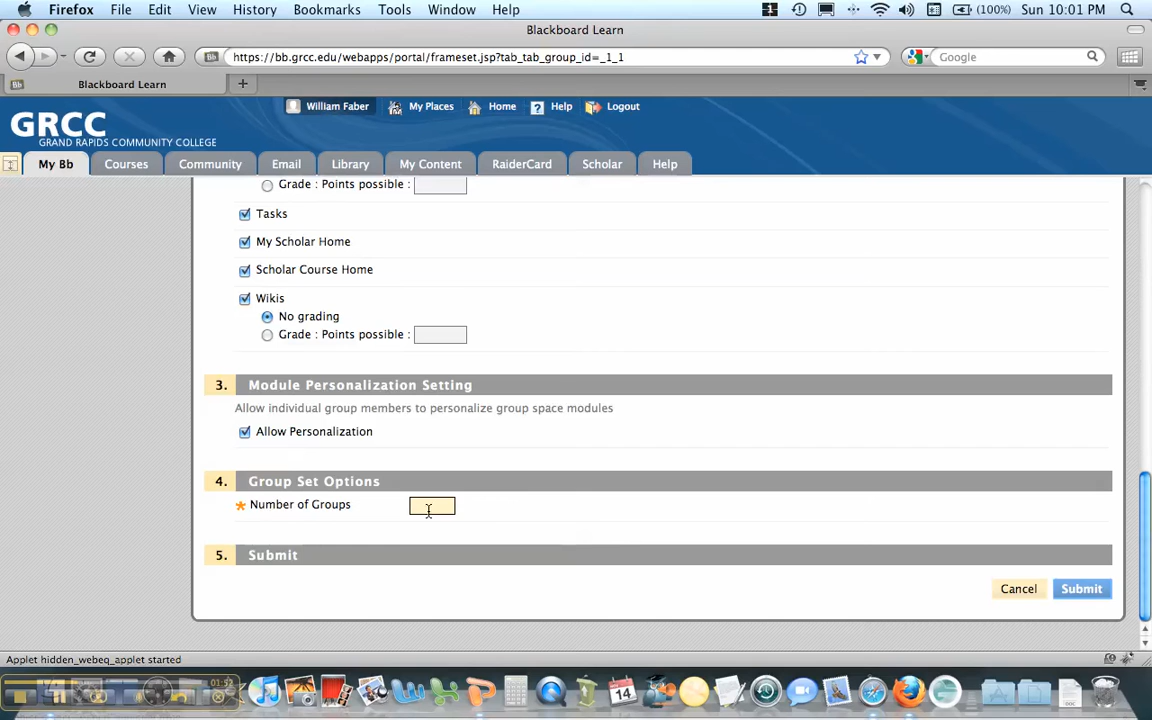 Firefox File Edit View History Bookmarks Tools Window Help 1 (100%) Sun 10:01 PM
Blackboard Learn
https://bb.grcc.edu/webapps/portal/frameset.jsp?tab_tab_group_id=_1_1 Google
Bb Blackboard Learn +
William Faber My Places Home ? Help Logout
GRCC
GRAND RAPIDS COMMUNITY COLLEGE
My Bb Courses Community Email Library My Content RaiderCard Scholar Help
Grade : Points possible :
Tasks
My Scholar Home
Scholar Course Home
Wikis
No grading
Grade : Points possible :
3. Module Personalization Setting
Allow individual group members to personalize group space modules
Allow Personalization
4. Group Set Options
* Number of Groups
5. Submit
Cancel Submit
Applet hidden_webeq_applet started
01:52
14